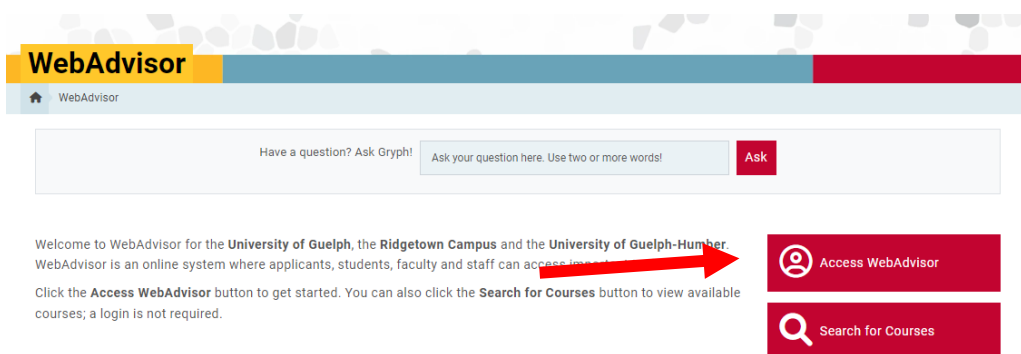 WebAdvisor
WebAdvisor
Have a question? Ask Gryph!
Ask your question here. Use two or more words!
Ask
Welcome to WebAdvisor for the University of Guelph, the Ridgetown Campus and the University of Guelph-Humber.
WebAdvisor is an online system where applicants, students, faculty and staff can access
Click the Access WebAdvisor button to get started. You can also click the Search for Courses button to view available
courses; a login is not required.
Access WebAdvisor
Search for Courses